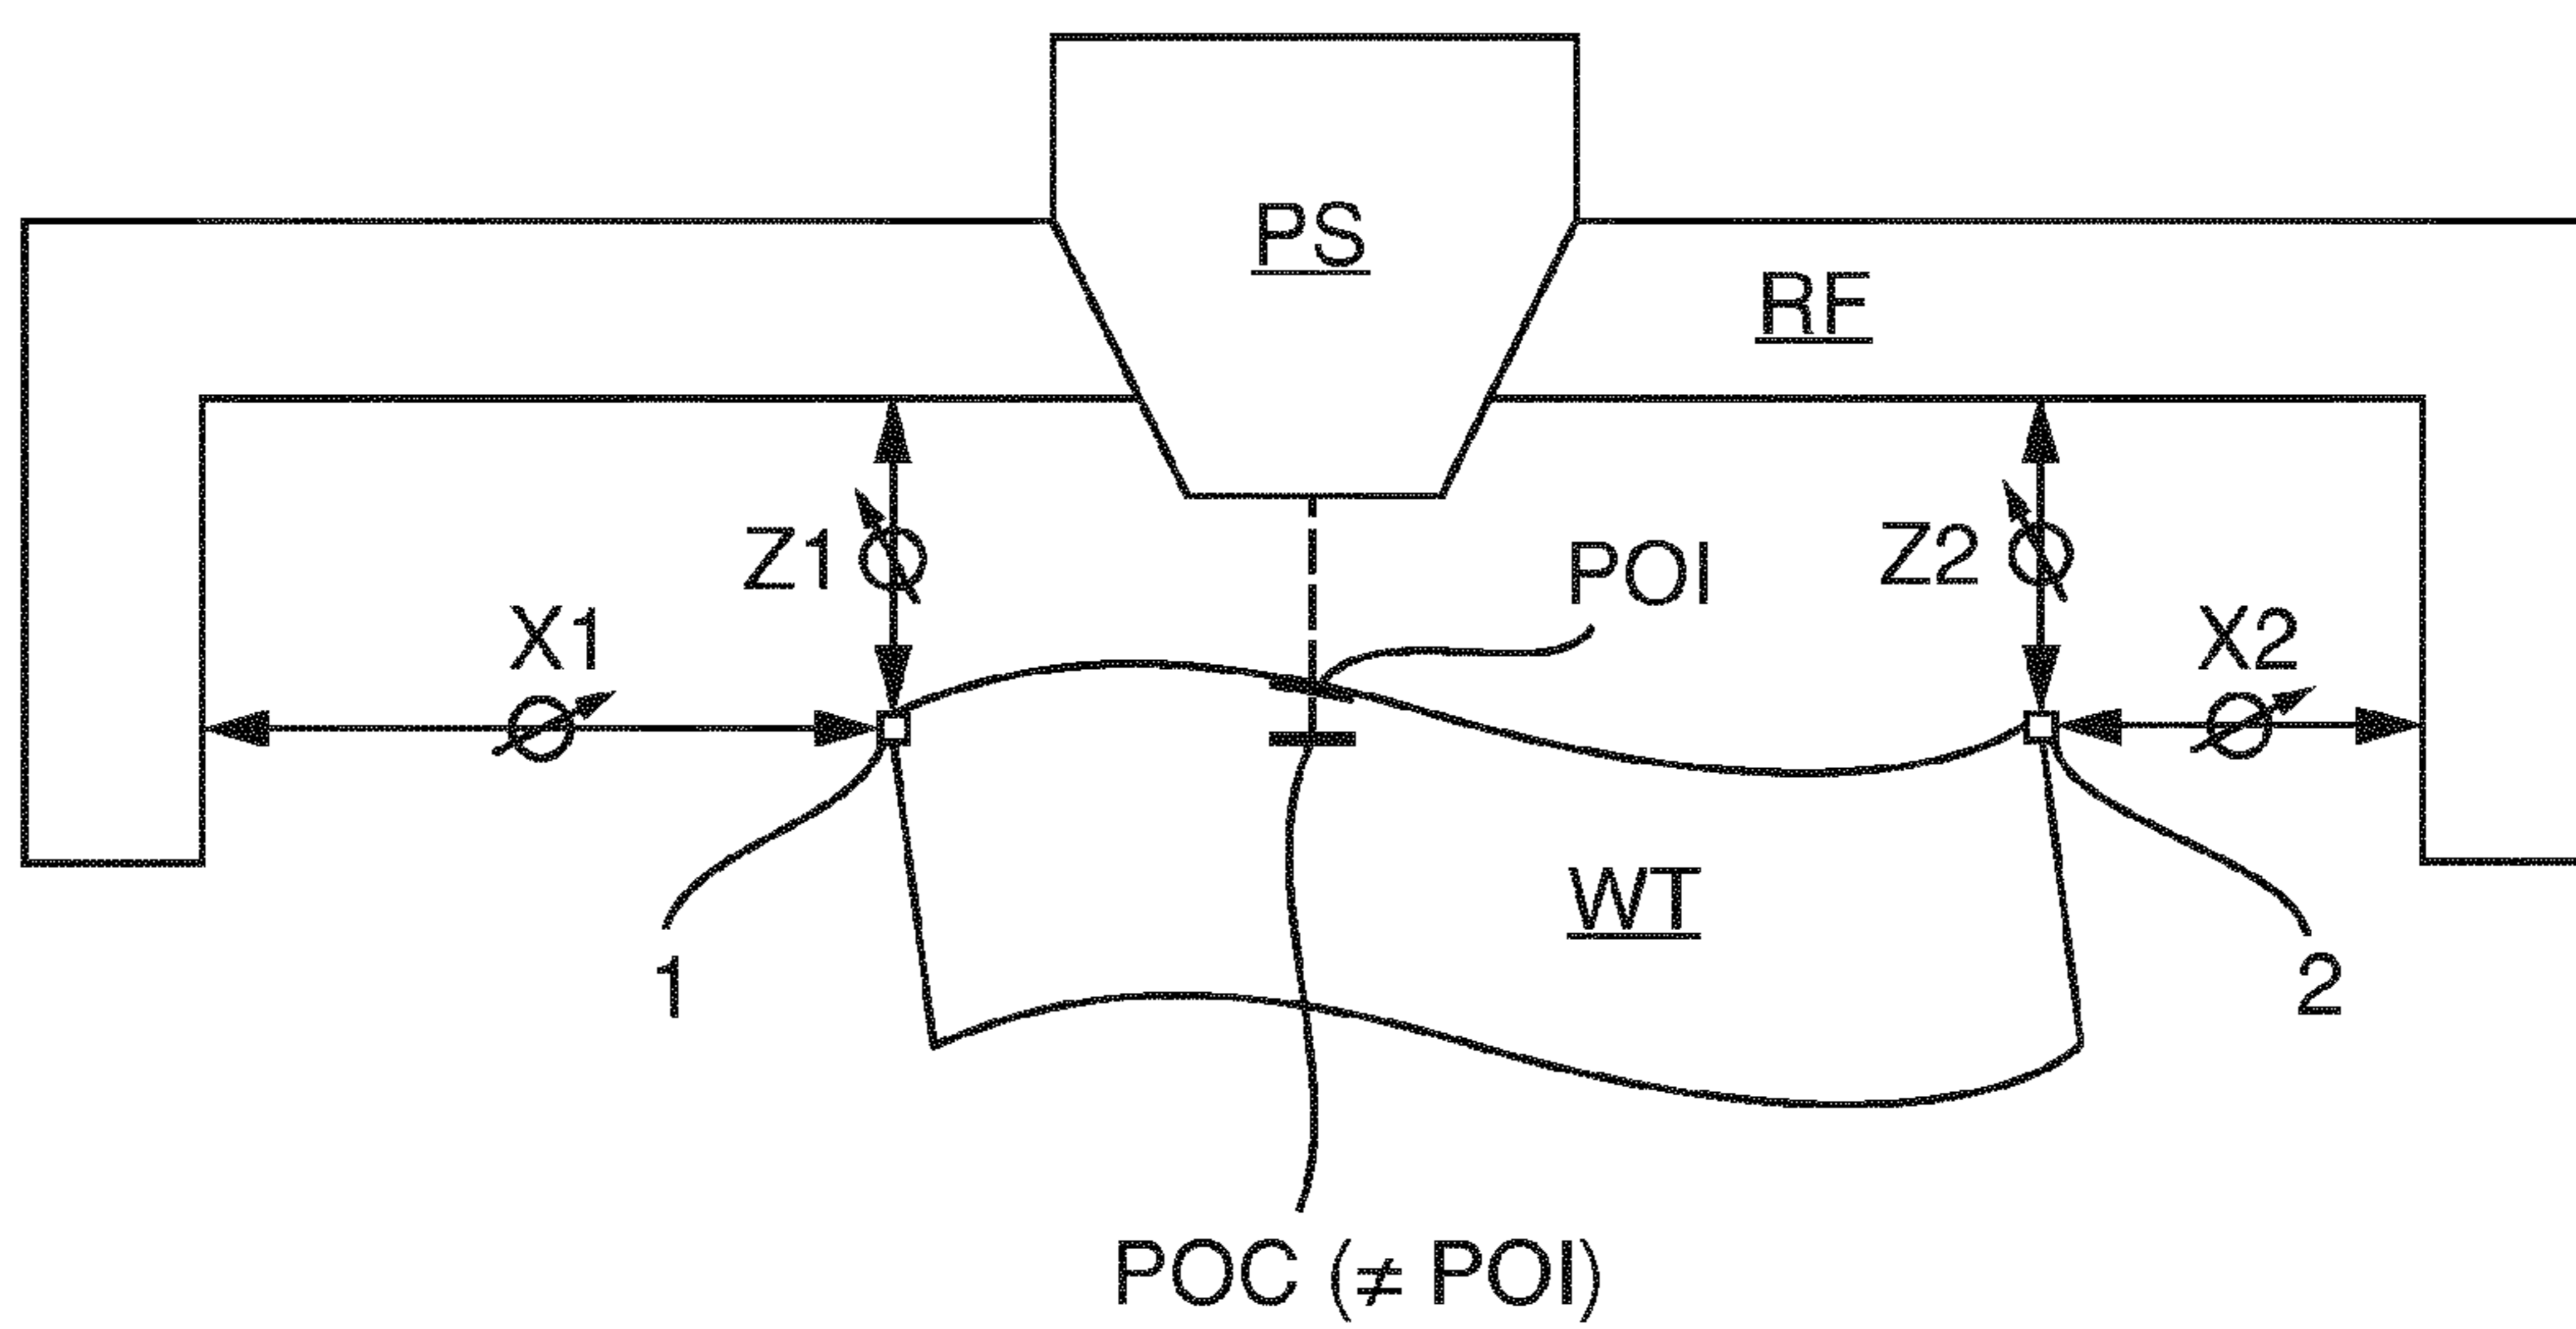 PS
RF
Z1
POI
Z2
X1
X2
WT
1
2
POC (≠ POI)